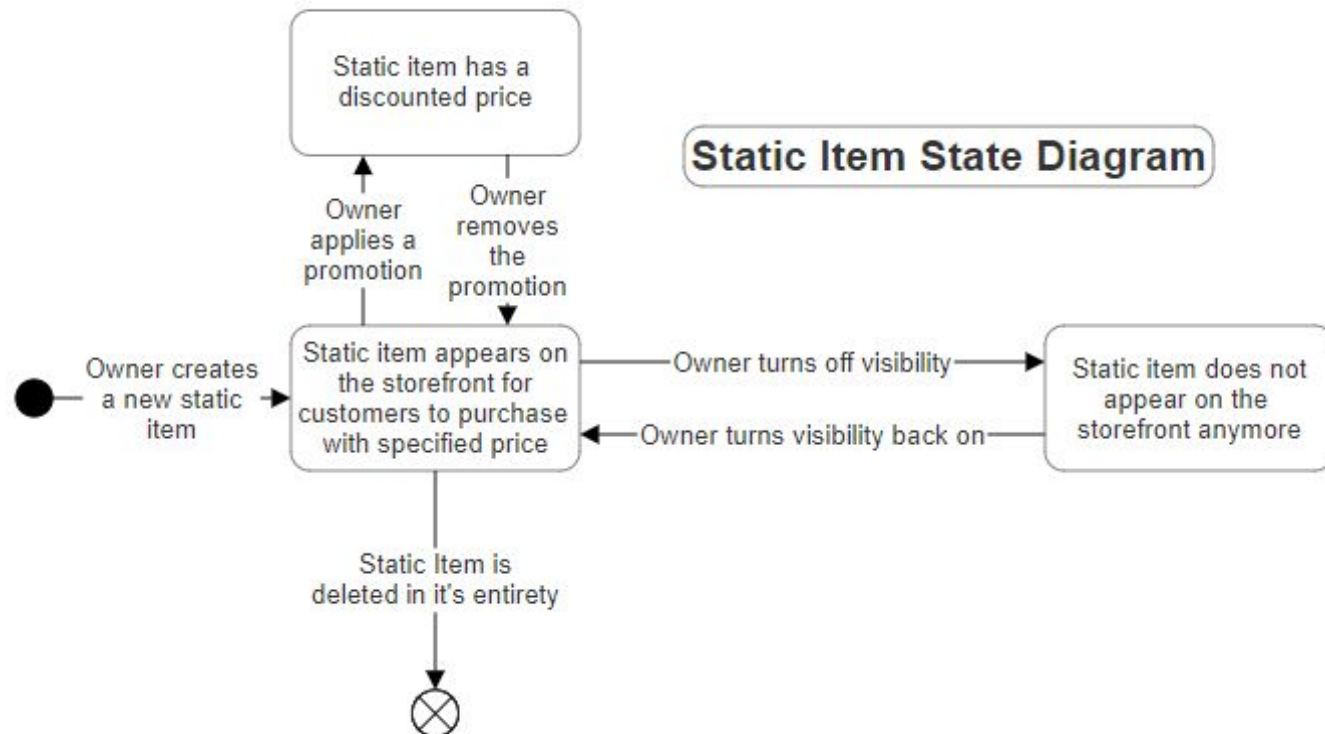 Static item has a
discounted price
Static Item State Diagram
Owner
applies a
promotion
Owner
removes
the
promotion
Owner creates
a new static
item
Static item appears on
the storefront for
customers to purchase
with specified price
Owner turns off visibility
Owner turns visibility back on
Static item does not
appear on the
storefront anymore
Static Item is
deleted in it's entirety